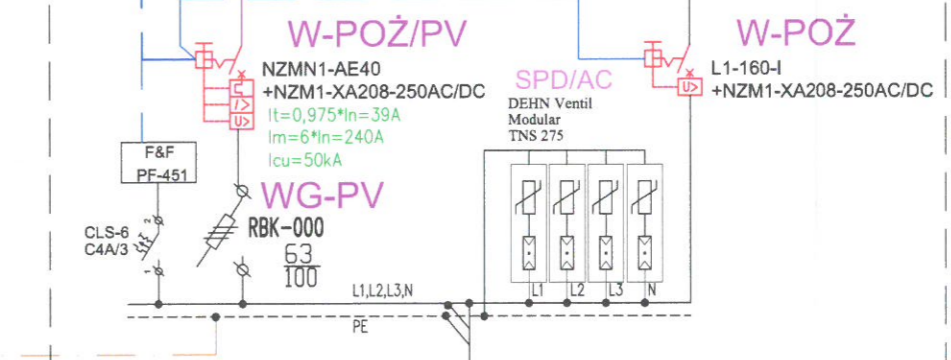 W-POŻ/PV
NZMN1-AE40
+NZM1-XA208-250AC/DC
It=0,975*In=39A
Im=6*In=240A
Icu=50kA
I>
U>
W-POŻ
L1-160-I
+NZM1-XA208-250AC/DC
U>
SPD/AC
DEHN Ventil
Modular
TNS 275
F&F
PF-451
WG-PV
RBK-000
63
100
CLS-6
C4A/3
2
1
L1
L2
L3
N
L1,L2,L3,N
PE